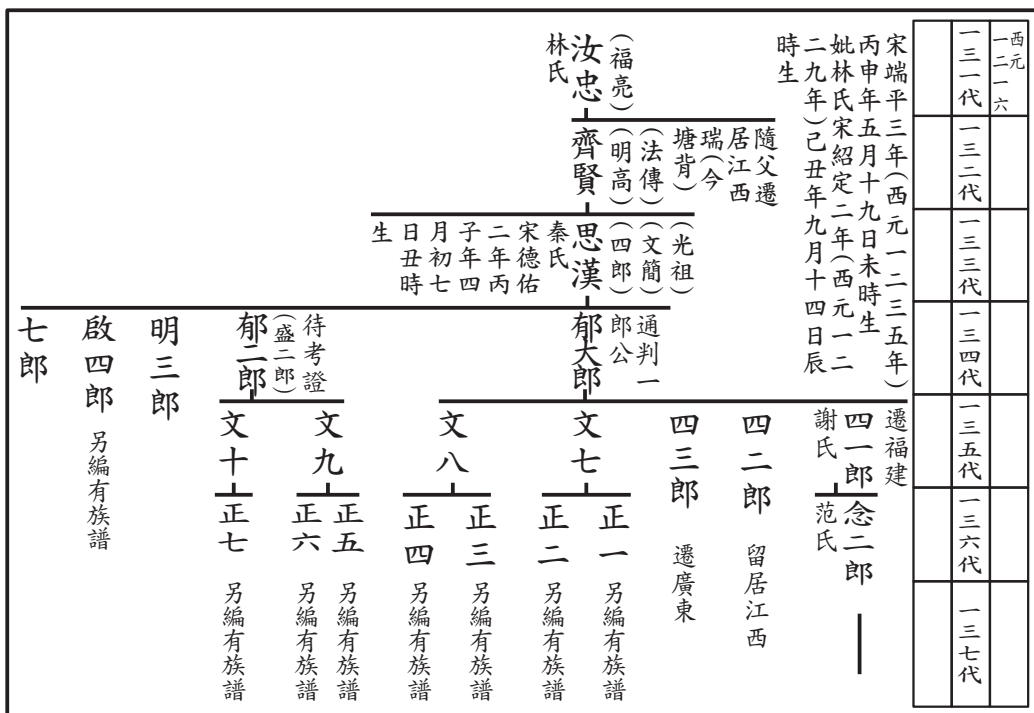 西元
一二一六
一三一代
一三二代
一三三代
一三四代
一三五代
一三六代
一三七代
宋端平三年(西元一二三五年)
丙申年五月十九日未時生
妣林氏宋紹定二年(西元一二
二九年)己丑年九月十四日辰
時生
(福亮)
汝忠
林氏
隨父遷
居江西
瑞(今
塘背)
(法傳)
(明高)
齊賢
(光祖)
(文簡)
(四郎)
思漢
秦氏
宋德佑
二年丙
子年四
月初七
日丑時
生
通判一
郎公
郁大郎
待考證
(盛二郎)
郁二郎
明三郎
啟四郎
另編有族譜
七郎
遷福建
四一郎
謝氏
四二郎
留居江西
四三郎
遷廣東
文七
文八
文九
文十
念二郎
范氏
正一
另編有族譜
正二
另編有族譜
正三
另編有族譜
正四
另編有族譜
正五
另編有族譜
正六
另編有族譜
正七
另編有族譜